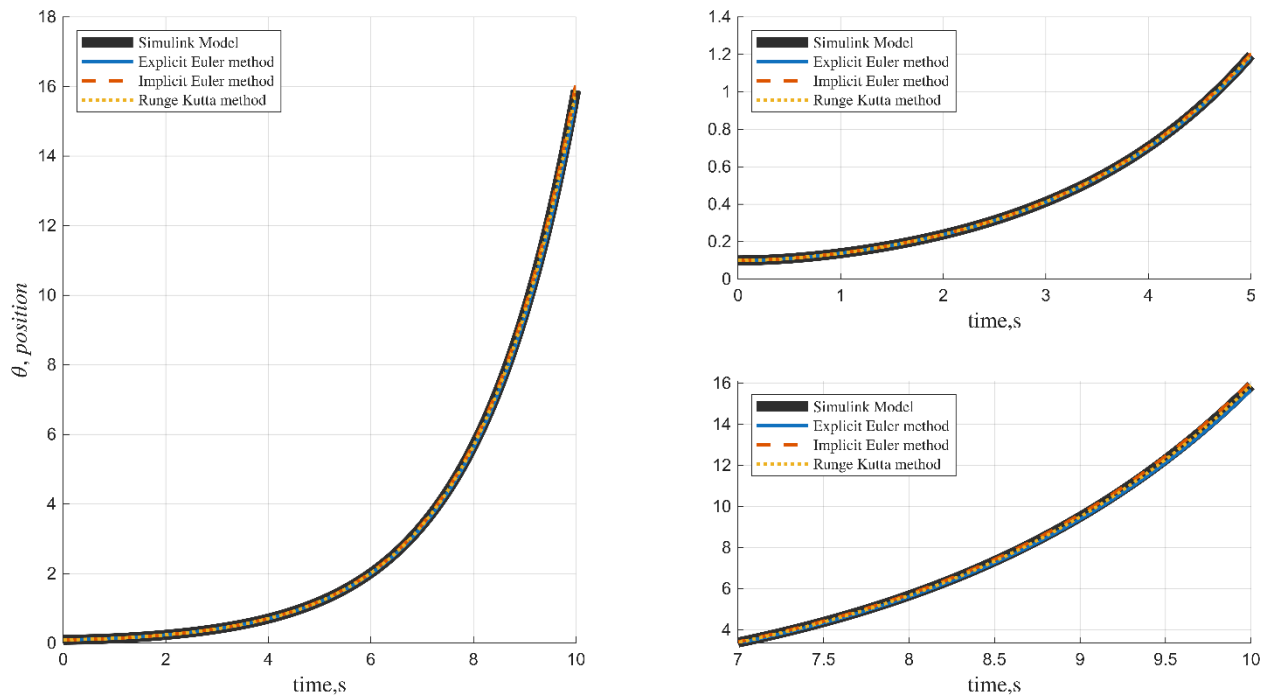 18
16
14
12
10
8
6
4
2
0
θ, position
Simulink Model
Explicit Euler method
Implicit Euler method
Runge Kutta method
0 2 4 6 8 10
time,s
1.4
1.2
1
0.8
0.6
0.4
0.2
0
Simulink Model
Explicit Euler method
Implicit Euler method
Runge Kutta method
0 1 2 3 4 5
time,s
16
14
12
10
8
6
4
Simulink Model
Explicit Euler method
Implicit Euler method
Runge Kutta method
7 7.5 8 8.5 9 9.5 10
time,s